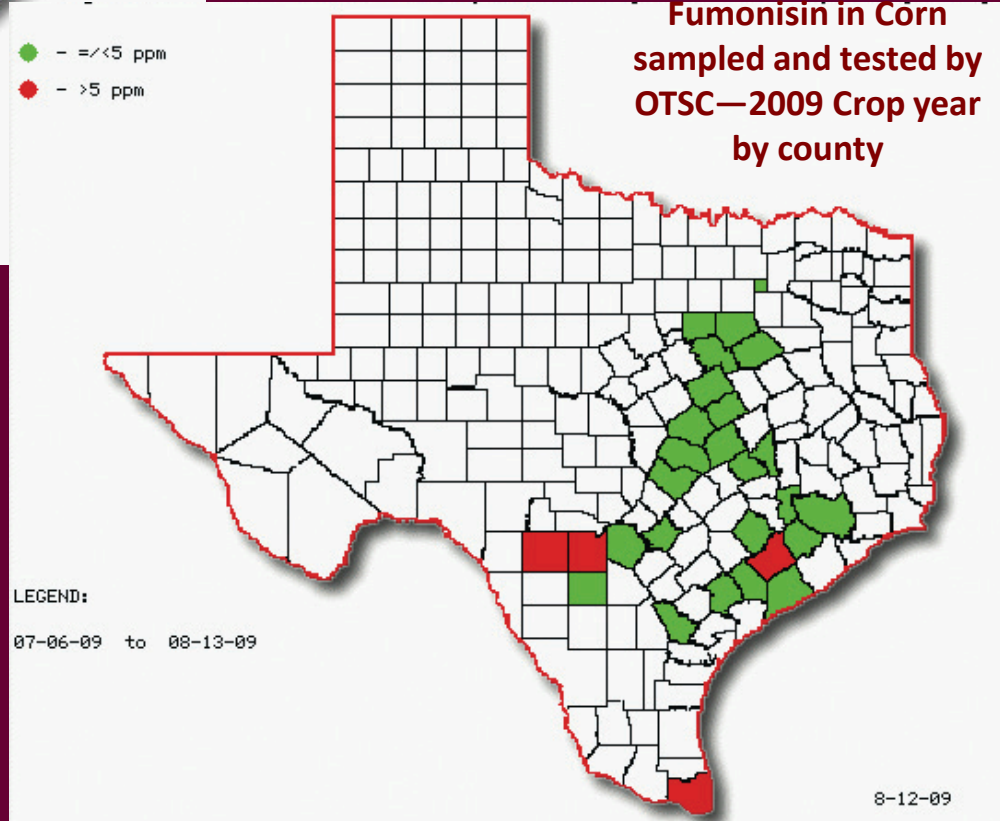 Fumonisin in Corn
sampled and tested by
OTSC—2009 Crop year
by county
- =/<5 ppm
- >5 ppm
LEGEND:
07-06-09 to 08-13-09
8-12-09